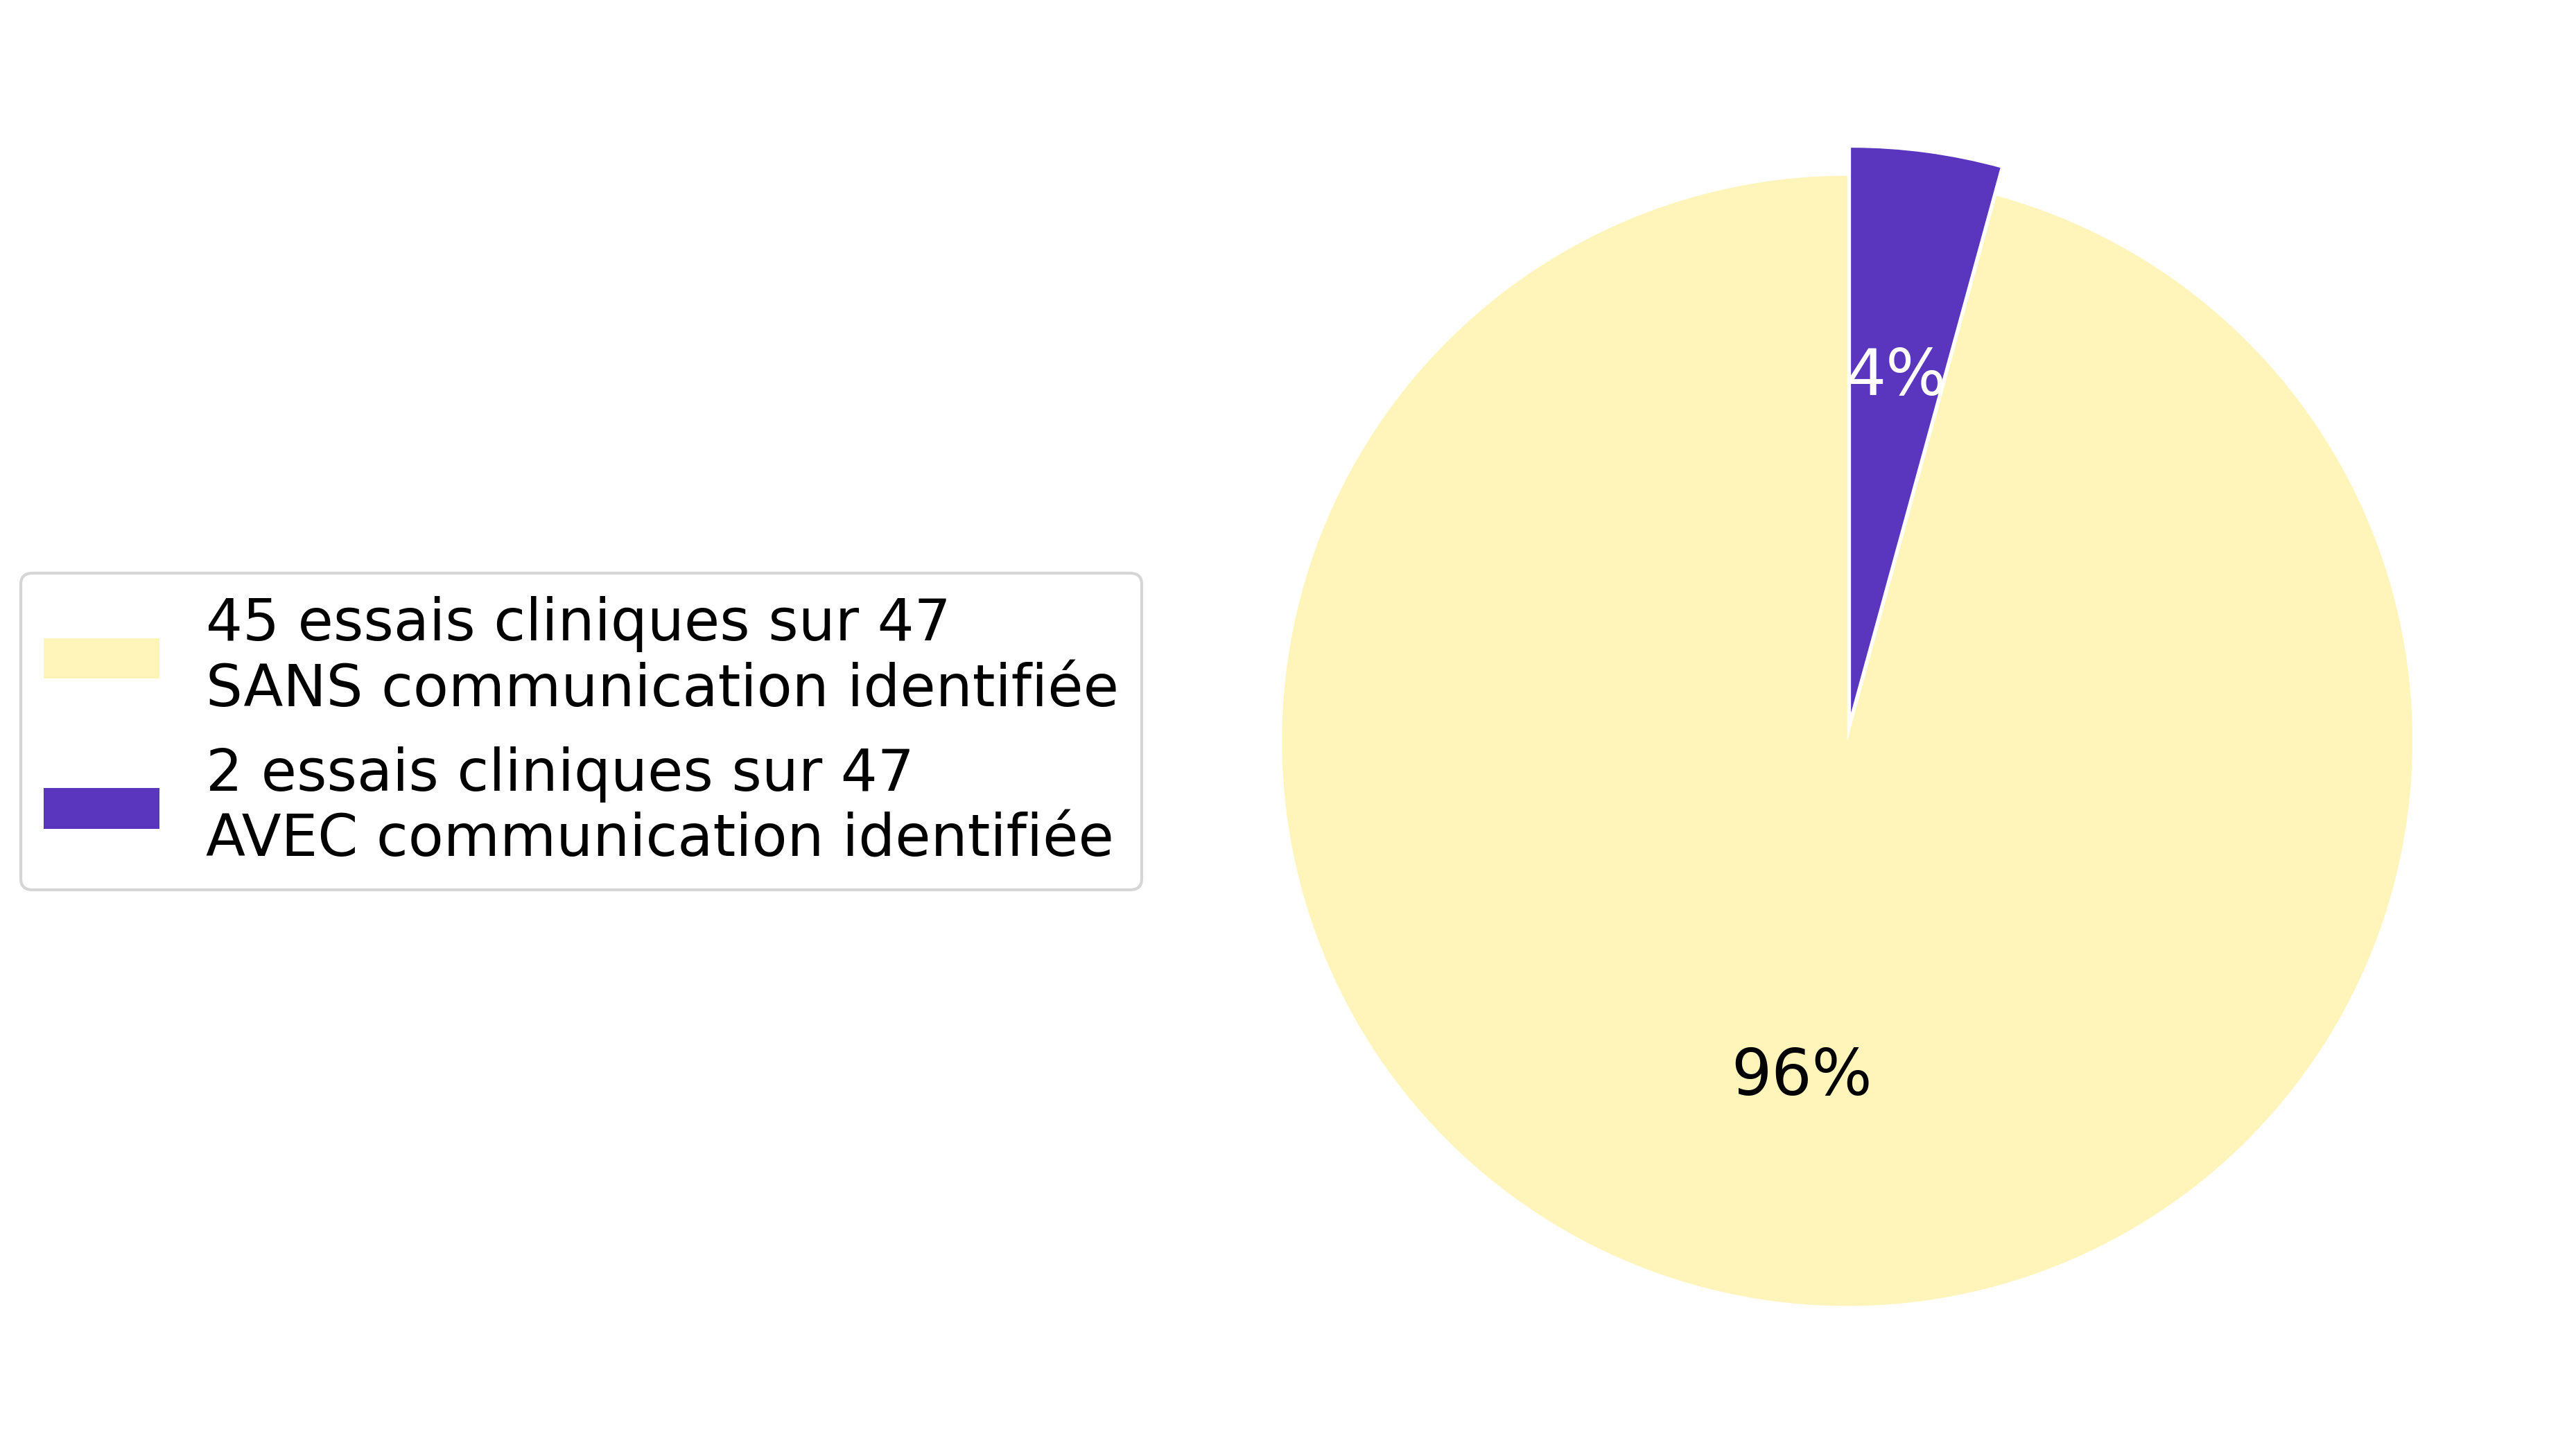 45 essais cliniques sur 47
SANS communication identifiée
2 essais cliniques sur 47
AVEC communication identifiée
4%
96%